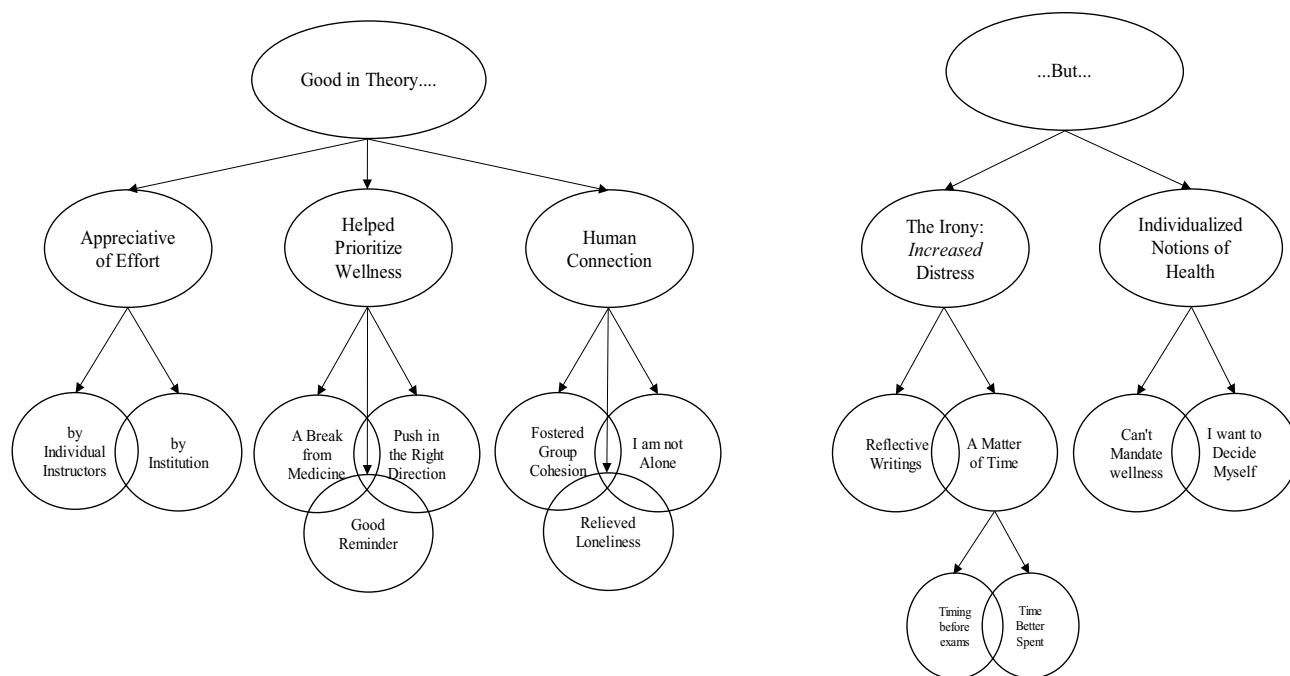 Good in Theory....
...But...
Appreciative
of Effort
Helped
Prioritize
Wellness
Human
Connection
The Irony:
Increased
Distress
Individualized
Notions of
Health
by
Individual
Instructors
by
Institution
A Break
from
Medicine
Push in
the Right
Direction
Good
Reminder
Fostered
Group
Cohesion
I am not
Alone
Relieved
Loneliness
Reflective
Writings
A Matter
of Time
Can't
Mandate
wellness
I want to
Decide
Myself
Timing
before
exams
Time
Better
Spent